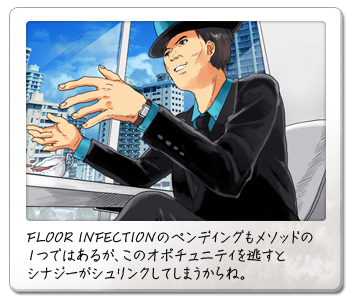 FLOOR INFECTIONのペンディングもメソッドの
1つではあるが、このオポチュニティを逃すと
シナジーがシュリンクしてしまうからね。